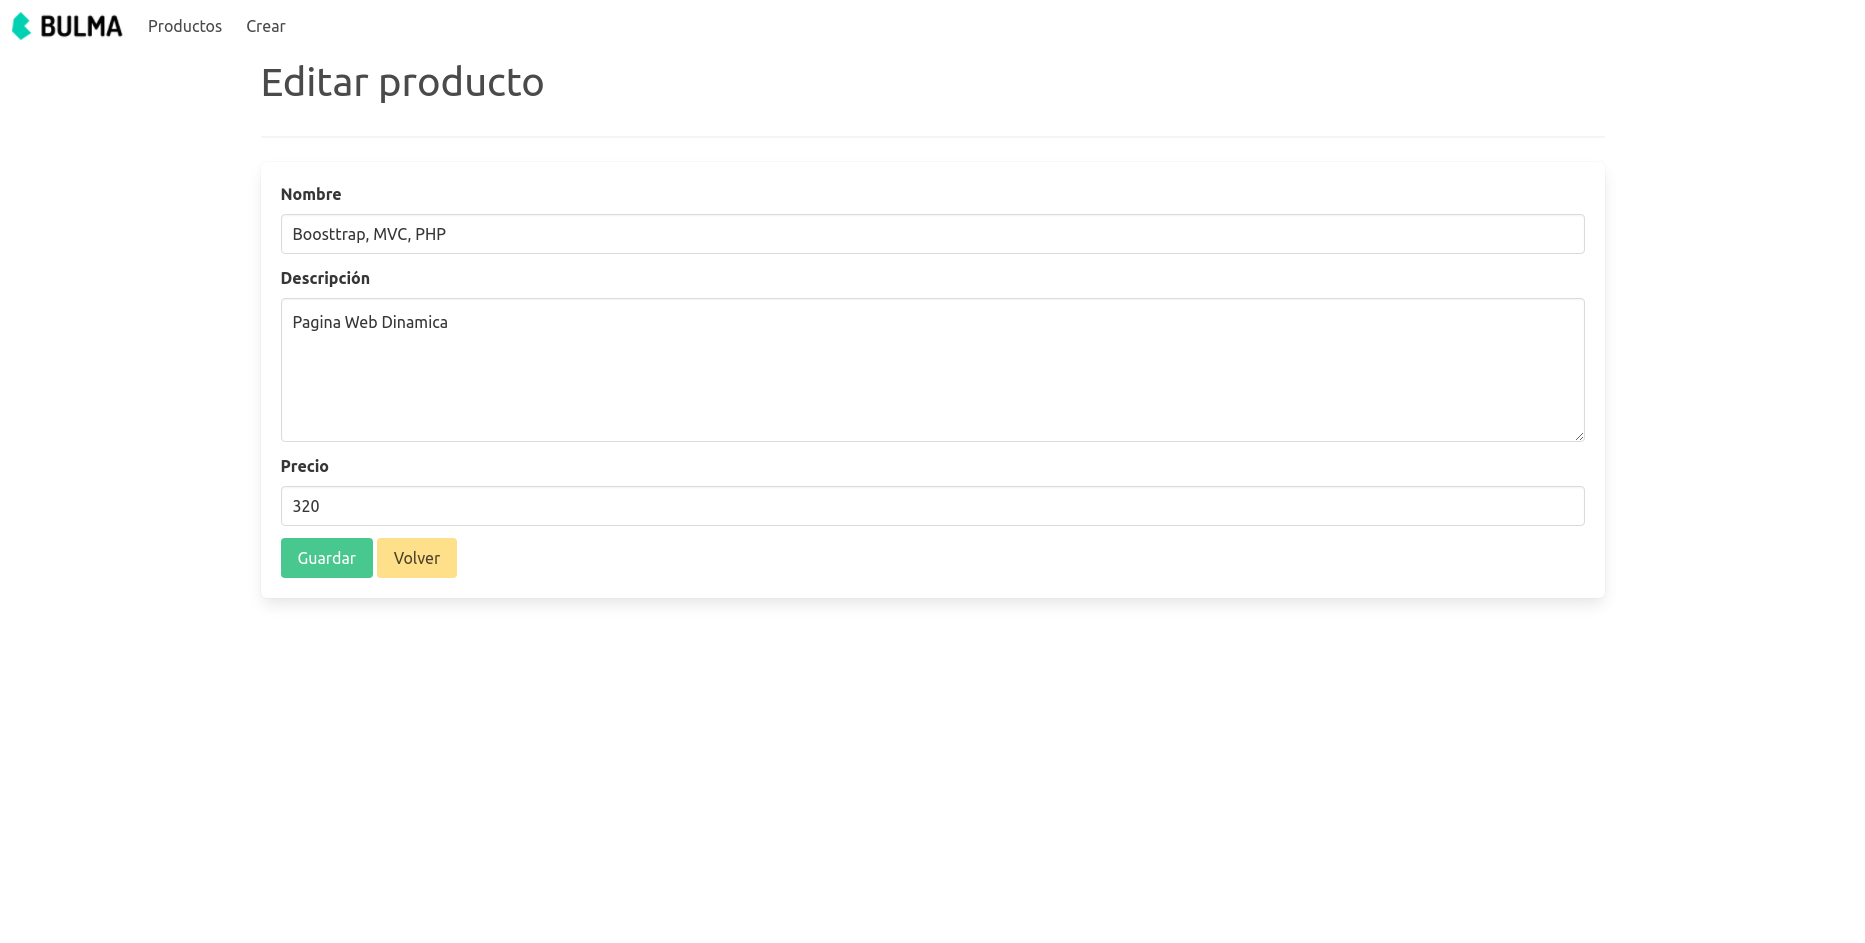 BULMA Productos Crear
Editar producto
Nombre
Boosttrap, MVC, PHP
Descripción
Pagina Web Dinamica
Precio
320
Guardar Volver